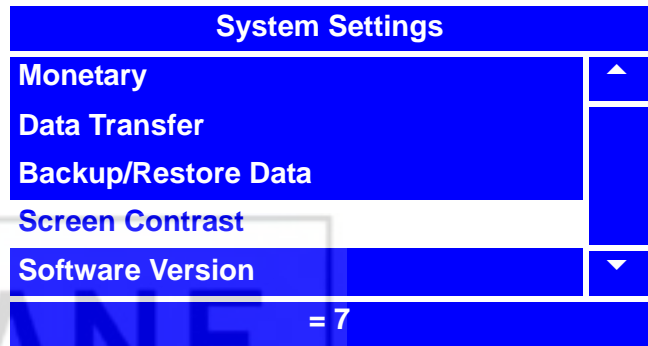 System Settings
Monetary
Data Transfer
Backup/Restore Data
Screen Contrast
Software Version
= 7